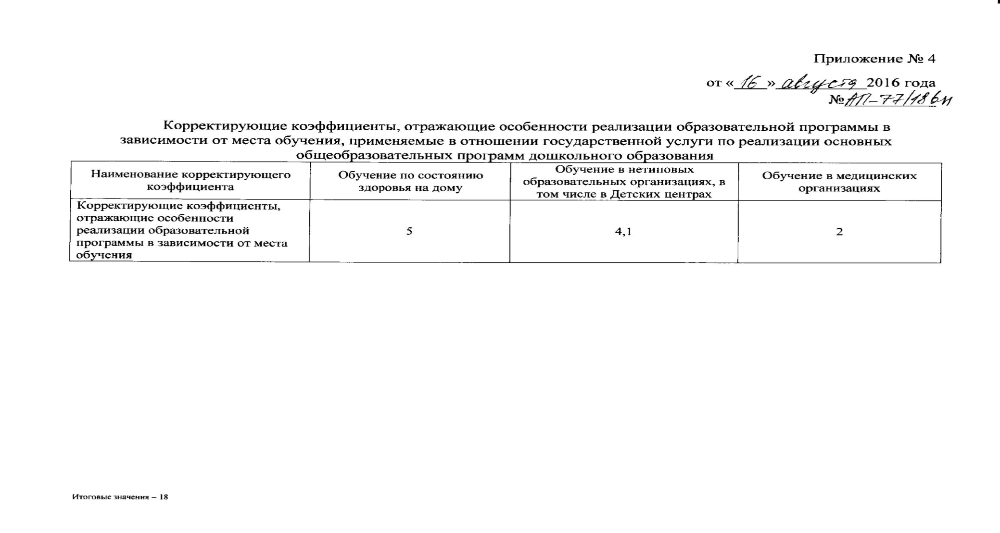 Приложение № 4
от « 16 » августа 2016 года
№ АП-77/18вн
Корректирующие коэффициенты, отражающие особенности реализации образовательной программы в
зависимости от места обучения, применяемые в отношении государственной услуги по реализации основных
общеобразовательных программ дошкольного образования
Наименование корректирующего
коэффициента
Обучение по состоянию
здоровья на дому
Обучение в нетиповых
образовательных организациях, в
том числе в Детских центрах
Обучение в медицинских
организациях
Корректирующие коэффициенты,
отражающие особенности
реализации образовательной
программы в зависимости от места
обучения
5
4,1
2
Итоговые значения – 18